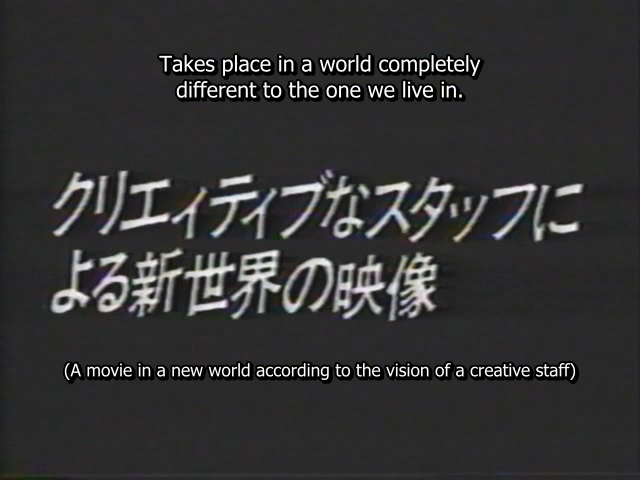 Takes place in a world completely
different to the one we live in.
クリエィティブなスタッフに
よる新世界の映像
(A movie in a new world according to the vision of a creative staff)